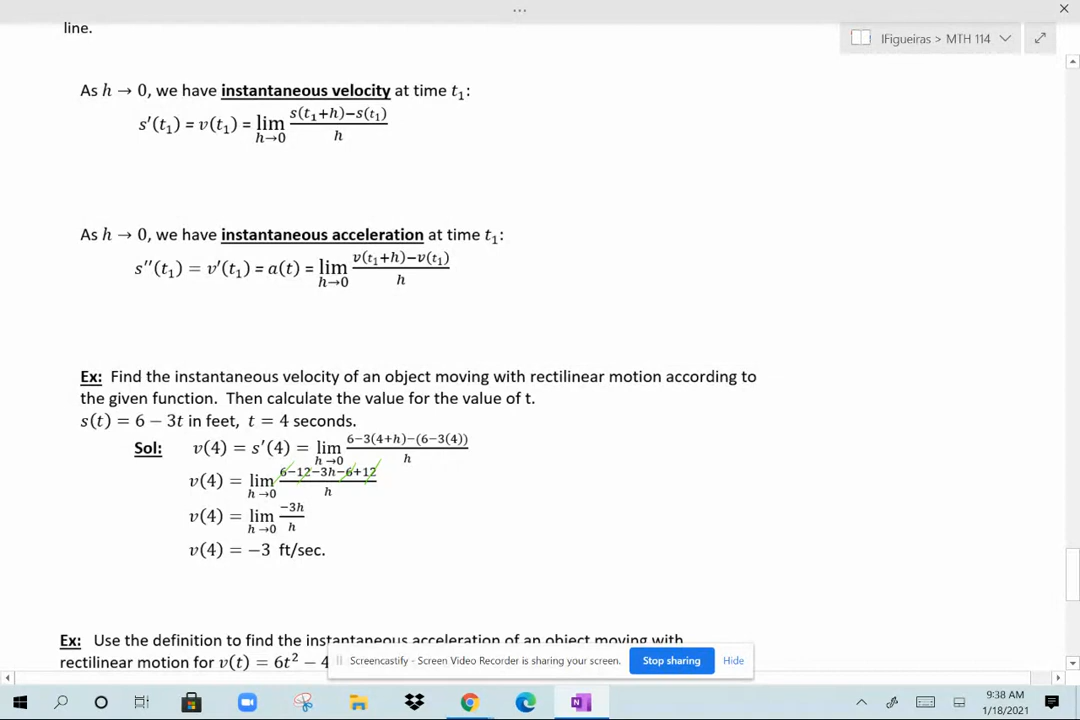 ...
line.
IFigueiras > MTH 114
As h → 0, we have instantaneous velocity at time t₁:
s′(t₁) = v(t₁) = lim h→0 (s(t₁+h)−s(t₁))/h
As h → 0, we have instantaneous acceleration at time t₁:
s′′(t₁) = v′(t₁) = a(t) = lim h→0 (v(t₁+h)−v(t₁))/h
Ex: Find the instantaneous velocity of an object moving with rectilinear motion according to
the given function. Then calculate the value for the value of t.
s(t) = 6 − 3t in feet, t = 4 seconds.
Sol: v(4) = s′(4) = lim h→0 (6−3(4+h)−(6−3(4)))/h
v(4) = lim h→0 (6−12−3h−6+12)/h
v(4) = lim h→0 (−3h)/h
v(4) = −3 ft/sec.
Ex: Use the definition to find the instantaneous acceleration of an object moving with
rectilinear motion for v(t) = 6t² − 4
Screencastify - Screen Video Recorder is sharing your screen. Stop sharing Hide
9:38 AM
1/18/2021